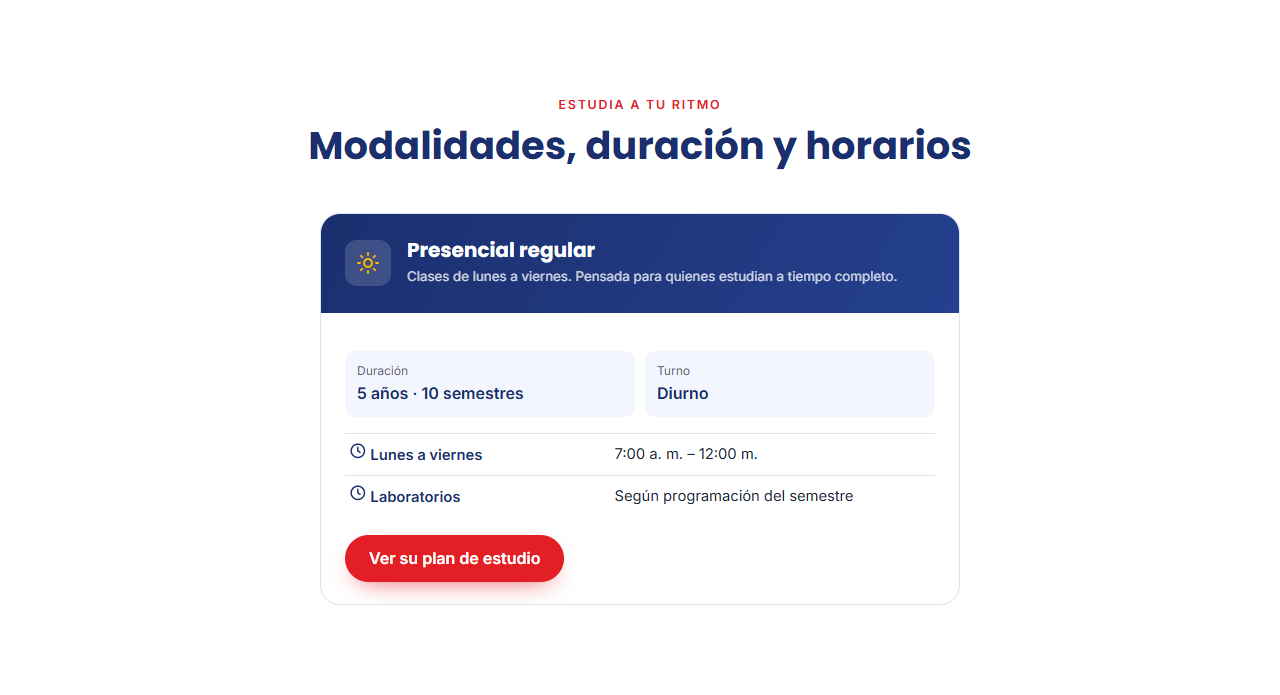 ESTUDIA A TU RITMO
Modalidades, duración y horarios
Presencial regular
Clases de lunes a viernes. Pensada para quienes estudian a tiempo completo.
Duración
5 años · 10 semestres
Turno
Diurno
Lunes a viernes 7:00 a. m. – 12:00 m.
Laboratorios Según programación del semestre
Ver su plan de estudio